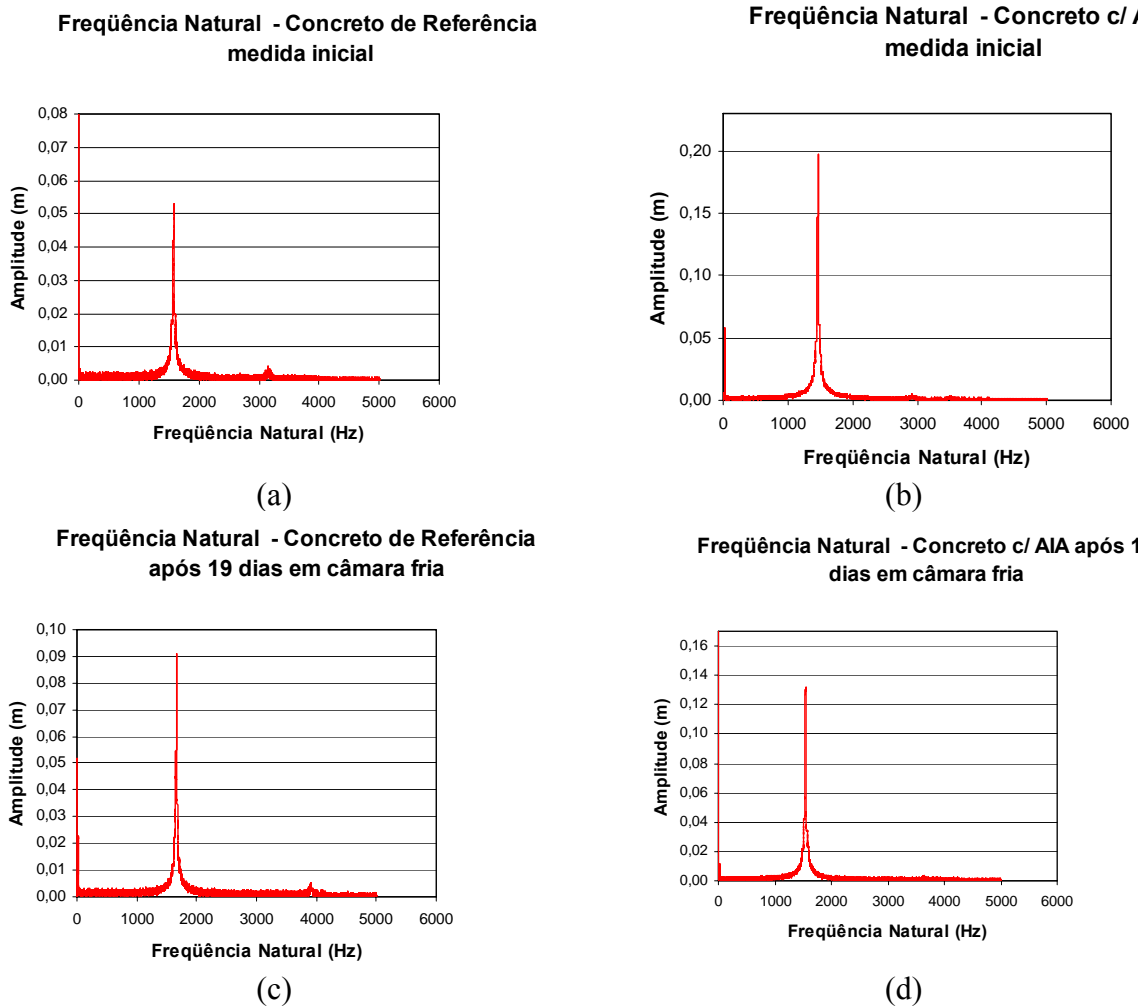 Freqüência Natural - Concreto de Referência
medida inicial
0,08
0,07
0,06
0,05
0,04
0,03
0,02
0,01
0,00
Amplitude (m)
0 1000 2000 3000 4000 5000 6000
Freqüência Natural (Hz)
(a)
Freqüência Natural - Concreto c/ A
medida inicial
0,20
0,15
0,10
0,05
0,00
Amplitude (m)
0 1000 2000 3000 4000 5000 6000
Freqüência Natural (Hz)
(b)
Freqüência Natural - Concreto de Referência
após 19 dias em câmara fria
0,10
0,09
0,08
0,07
0,06
0,05
0,04
0,03
0,02
0,01
0,00
Amplitude (m)
0 1000 2000 3000 4000 5000 6000
Freqüência Natural (Hz)
(c)
Freqüência Natural - Concreto c/ AIA após 1
dias em câmara fria
0,16
0,14
0,12
0,10
0,08
0,06
0,04
0,02
0,00
Amplitude (m)
0 1000 2000 3000 4000 5000 6000
Freqüência Natural (Hz)
(d)